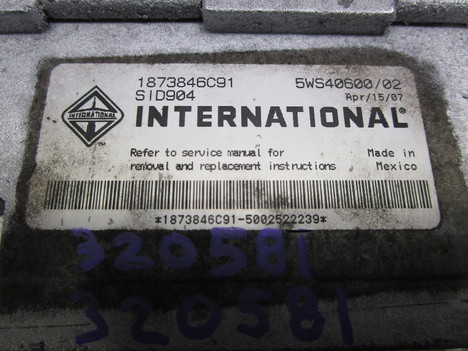 1873846C91 5WS40600/02
SID904 Apr/15/07
INTERNATIONAL
INTERNATIONAL®
TM
Refer to service manual for Made in
removal and replacement instructions Mexico
*1873846C91-5002522239*
320581
320581